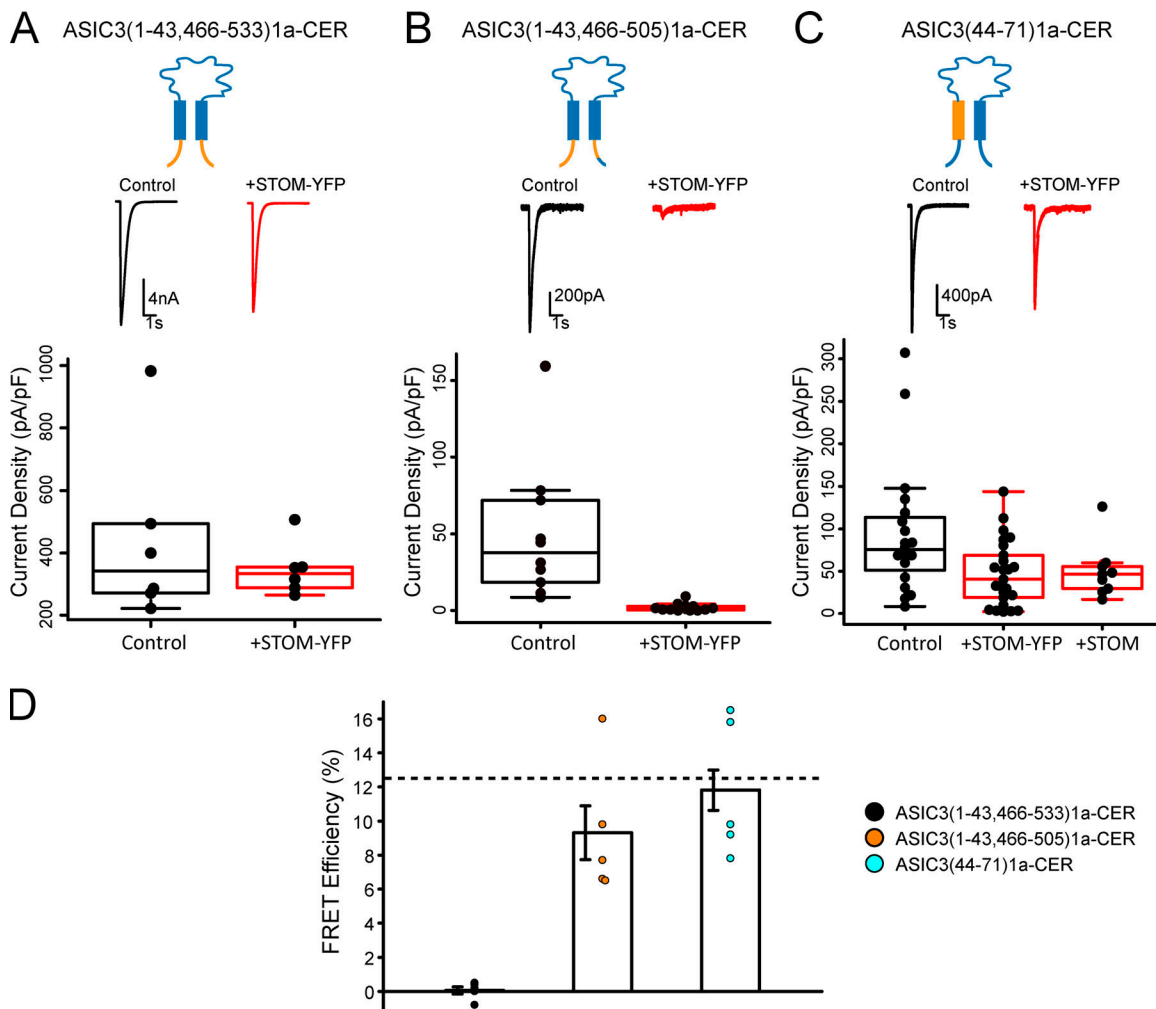 A
ASIC3(1-43,466-533)1a-CER
Control
+STOM-YFP
4nA
1s
Current Density (pA/pF)
1000
800
600
400
200
Control
+STOM-YFP
B
ASIC3(1-43,466-505)1a-CER
Control
+STOM-YFP
200pA
1s
Current Density (pA/pF)
150
100
50
0
Control
+STOM-YFP
C
ASIC3(44-71)1a-CER
Control
+STOM-YFP
400pA
1s
Current Density (pA/pF)
300
250
200
150
100
50
0
Control
+STOM-YFP
+STOM
D
FRET Efficiency (%)
16
14
12
10
8
6
4
2
0
ASIC3(1-43,466-533)1a-CER
ASIC3(1-43,466-505)1a-CER
ASIC3(44-71)1a-CER